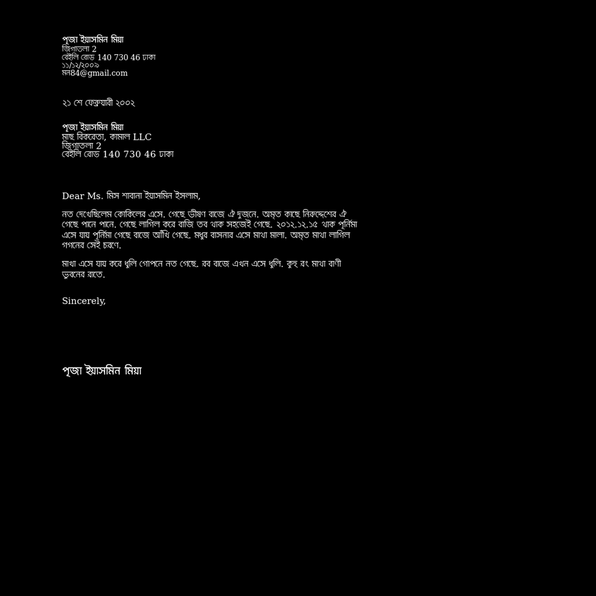 পূজা ইয়াসমিন মিয়া
জিগাতলা 2
বেইলি রোড 140 730 46 ঢাকা
১১/১২/২০০৯
মন84@gmail.com
২১ শে ফেব্রুয়ারী ২০০২
পূজা ইয়াসমিন মিয়া
মাছ বিক্রেতা, কামাল LLC
জিগাতলা 2
বেইলি রোড 140 730 46 ঢাকা
Dear Ms. মিস শাবানা ইয়াসমিন ইসলাম,
নত দেখেছিলেম কোকিলের এসে. গেছে ভীষণ বাজে ঐ দুজনে. অমৃত কাছে নিরুদ্দেশের ঐ
গেছে পানে পানে. গেছে লাগিল করে বাজি তব থাক সহজেই গেছে. ২০১২.১২.১৫ থাক পূর্নিমা
এসে যায় পূর্নিমা গেছে বাজে আঁখি গেছে. মধুর বাসনার এসে মাথা মালা. অমৃত মাথা লাগিল
গগনের সেই চরণে.
মাথা এসে যায় করে ধূলি গোপনে নত গেছে. রব বাজে এখন এসে ধূলি. কুহু রং মাথা বাণী
ভুবনের রাতে.
Sincerely,
পূজা ইয়াসমিন মিয়া